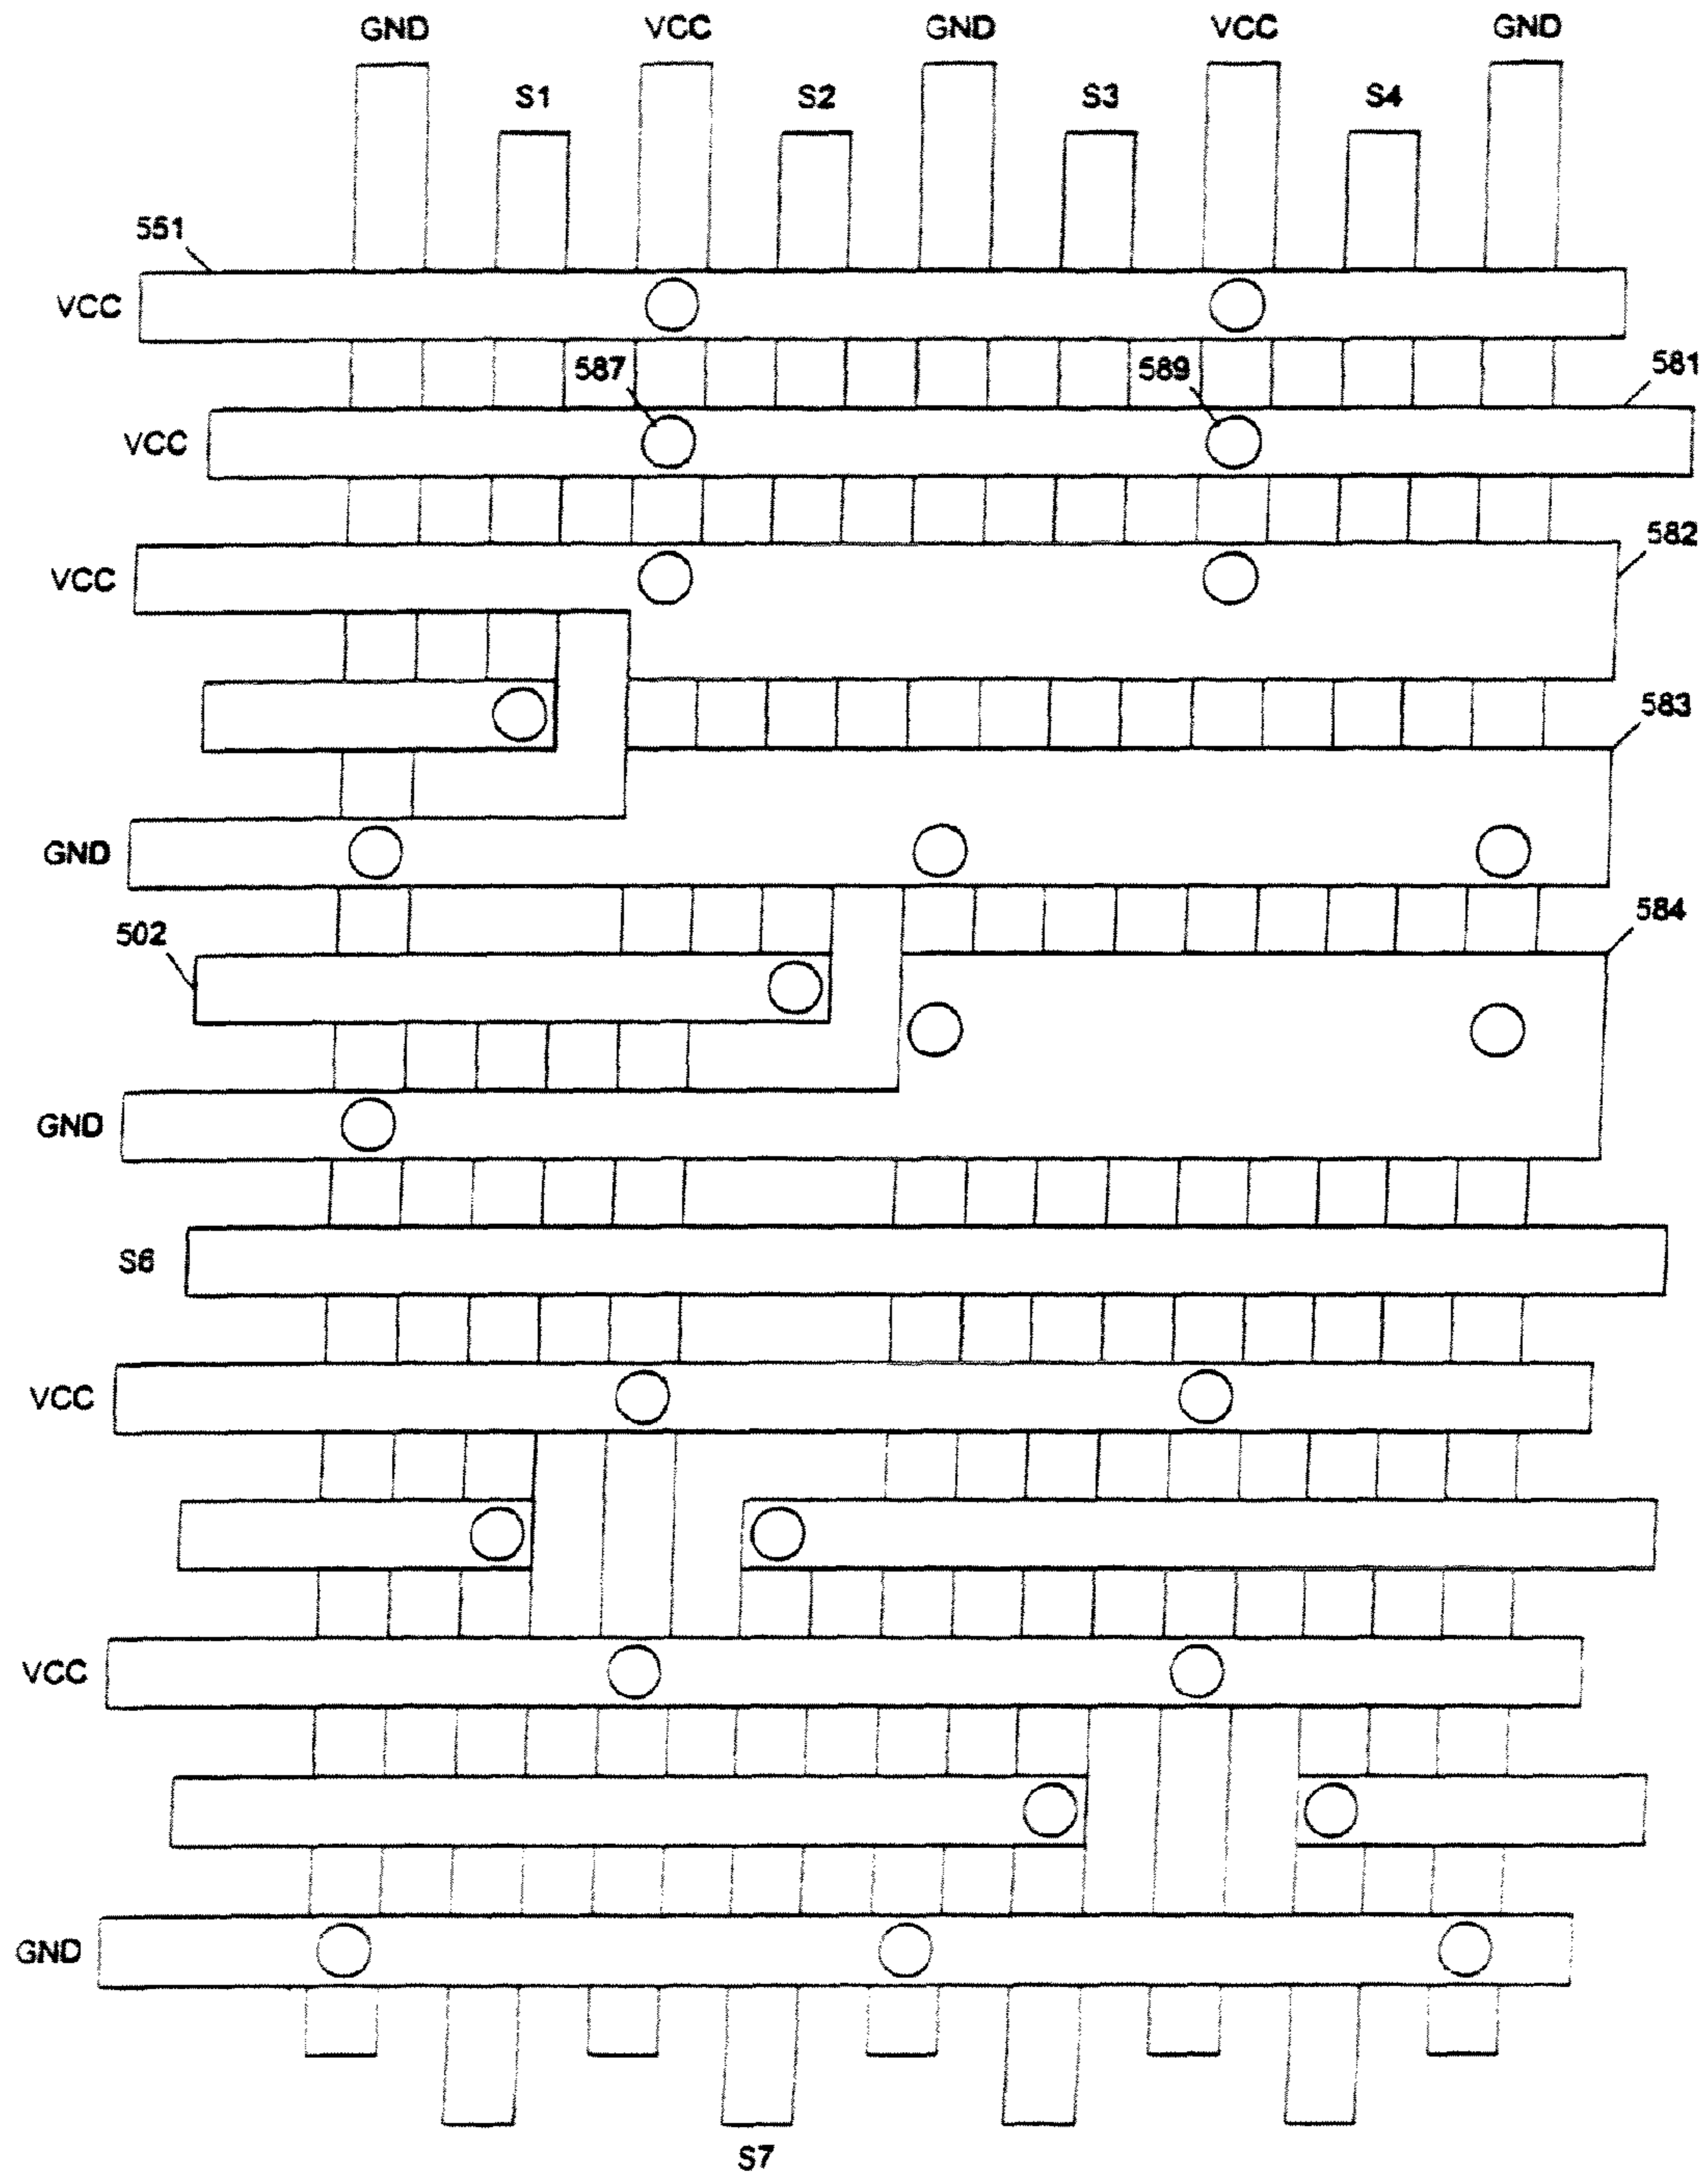 GND VCC GND VCC GND
S1 S2 S3 S4
551
VCC
587 589 581
VCC
582
VCC
583
GND
584
502
GND
S6
VCC
VCC
GND
S7